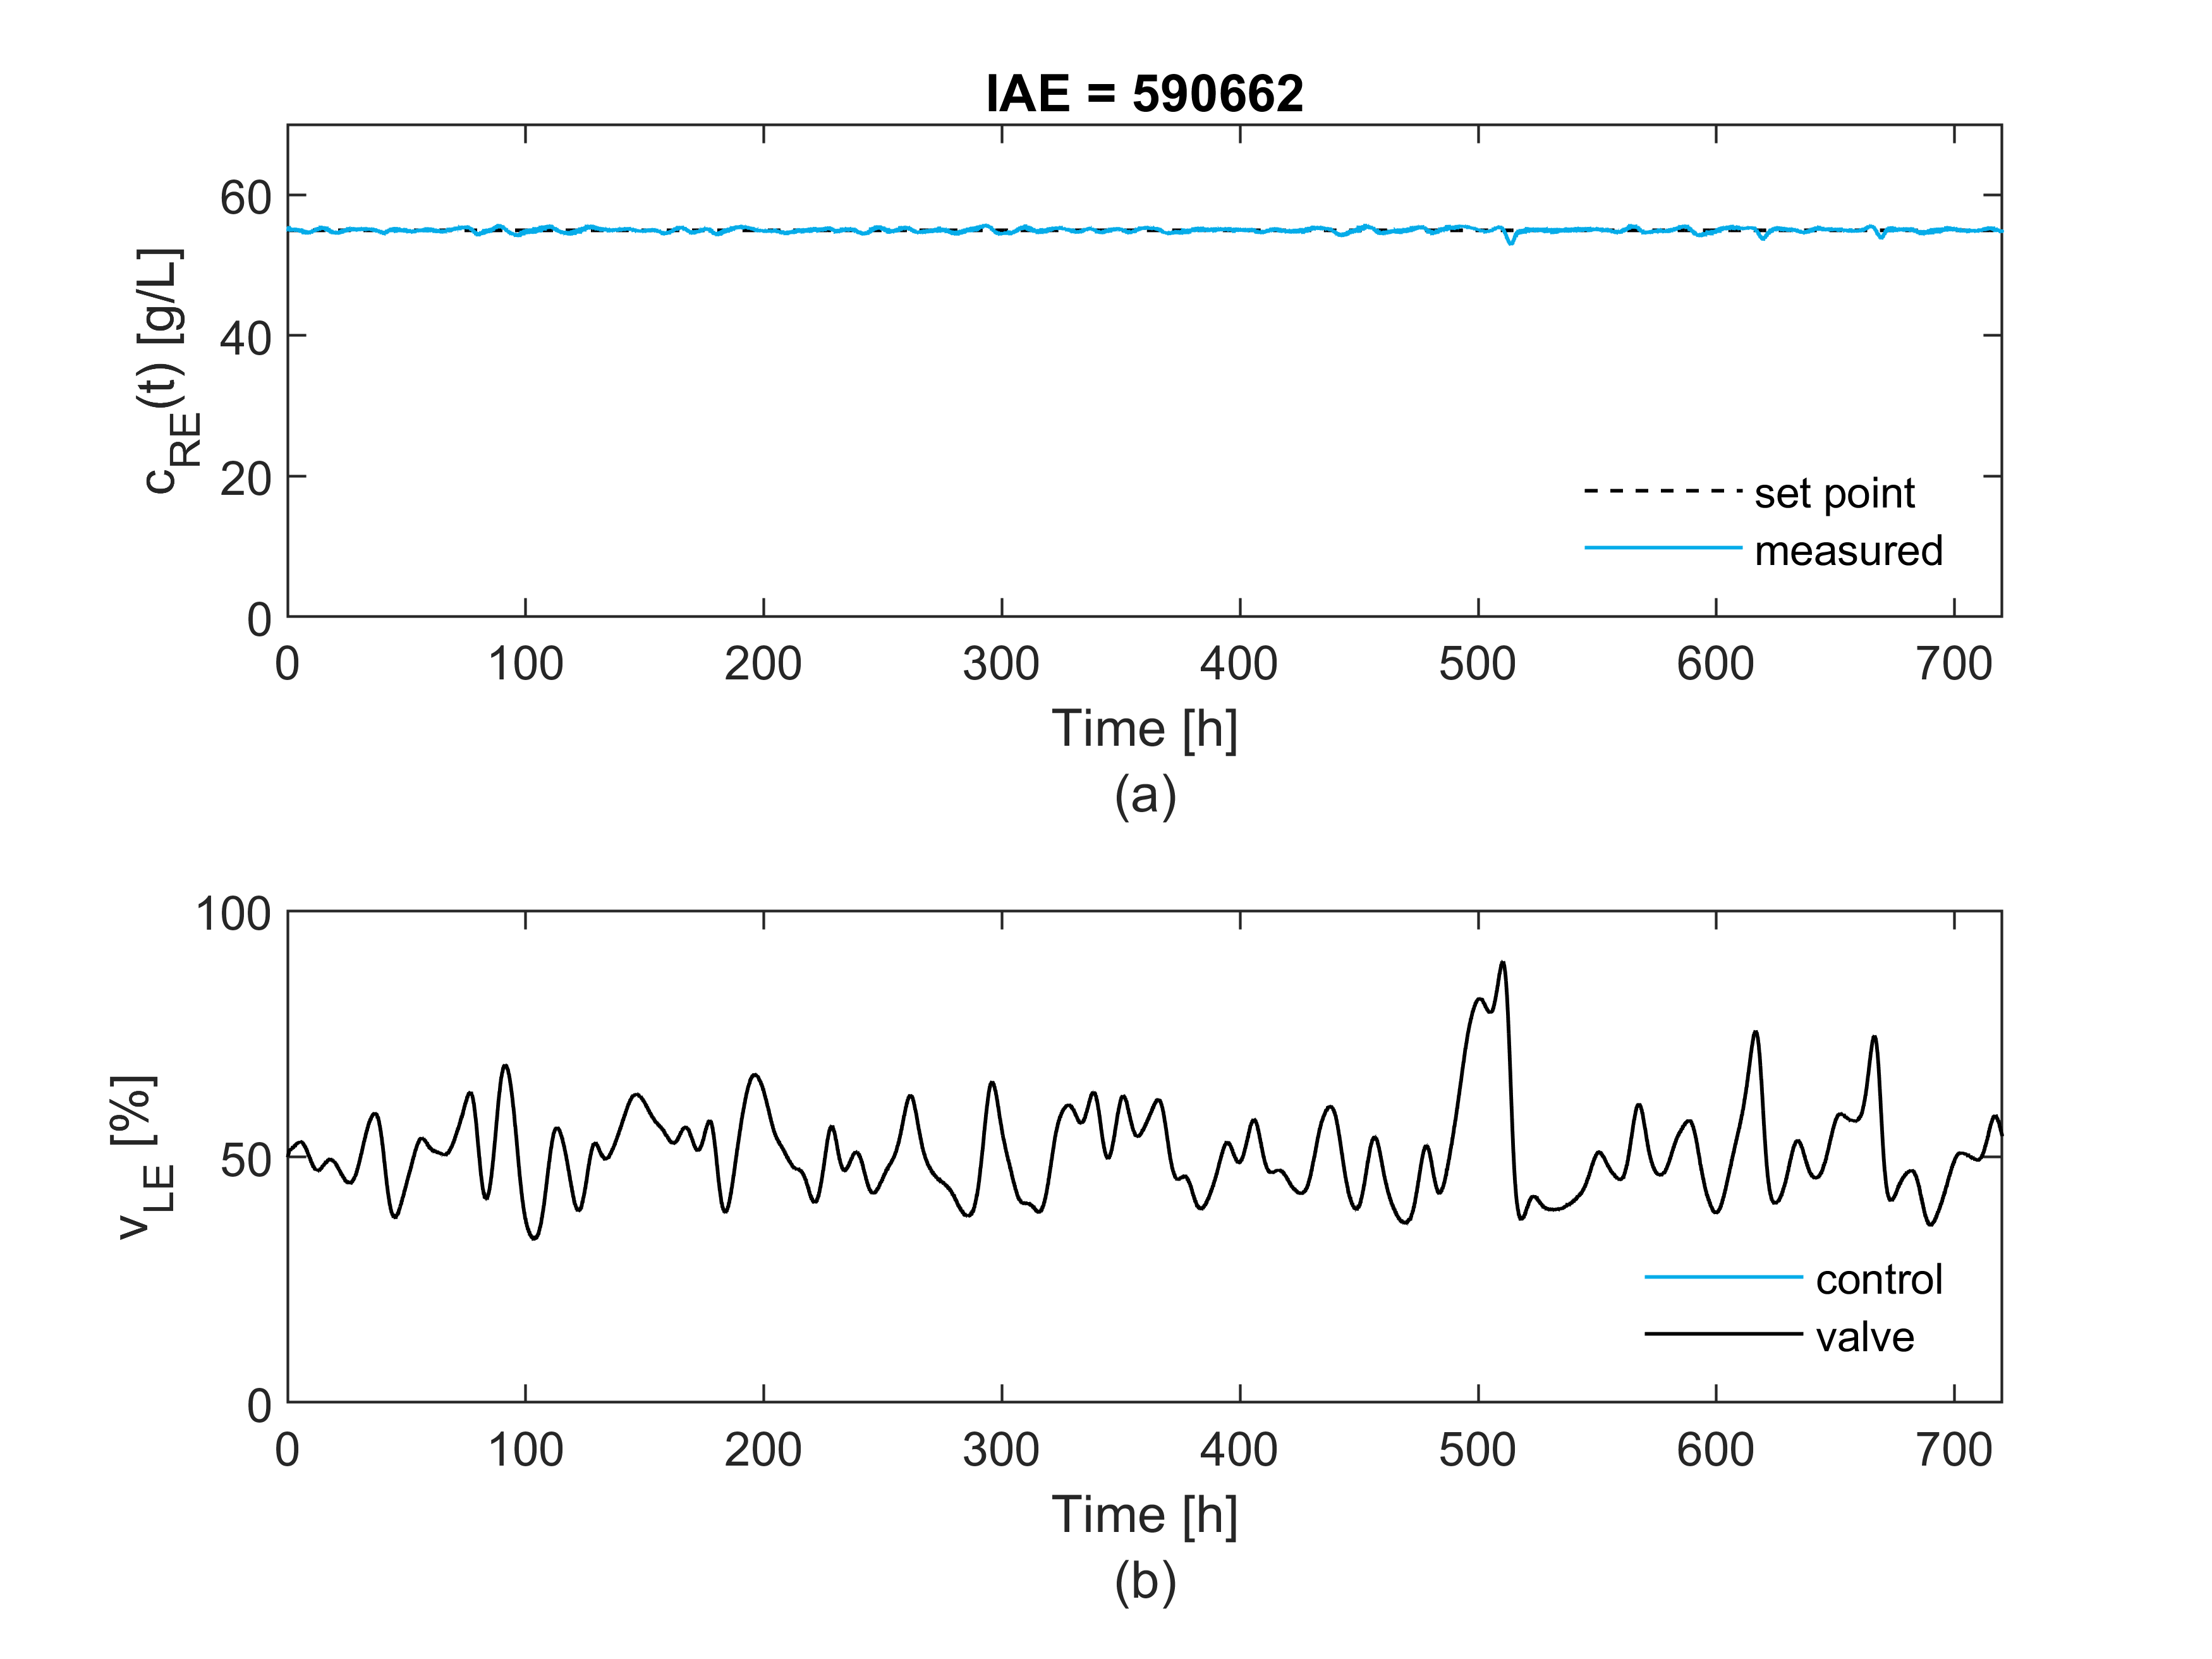 IAE = 590662
c_RE(t) [g/L]
60
40
20
0
set point
measured
0 100 200 300 400 500 600 700
Time [h]
(a)
v_LE [%]
100
50
0
control
valve
0 100 200 300 400 500 600 700
Time [h]
(b)